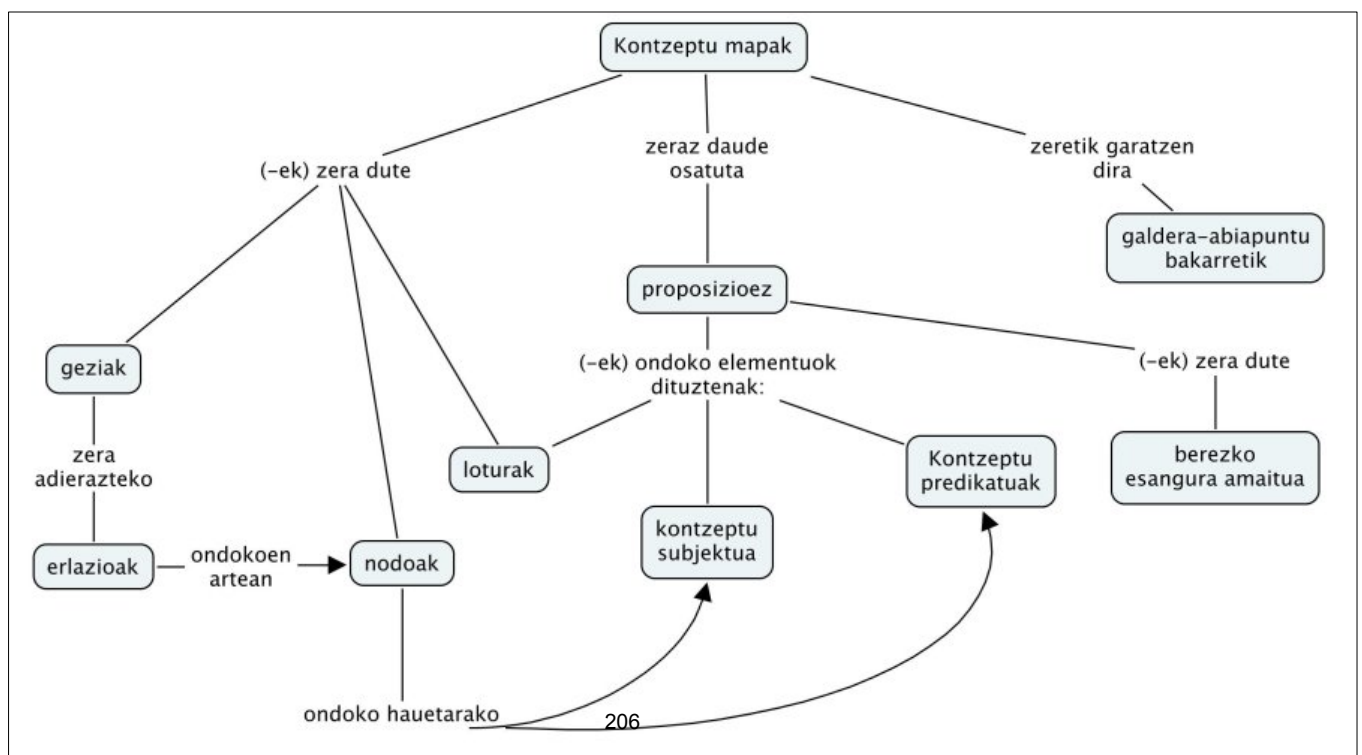 Kontzeptu mapak
(-ek) zera dute
zeraz daude
osatuta
zeretik garatzen
dira
galdera-abiapuntu
bakarretik
proposizioez
geziak
(-ek) ondoko elementuok
dituztenak:
(-ek) zera dute
zera
adierazteko
loturak
Kontzeptu
predikatuak
berezko
esangura amaitua
kontzeptu
subjektua
erlazioak
ondokoen
artean
nodoak
ondoko hauetarako
206